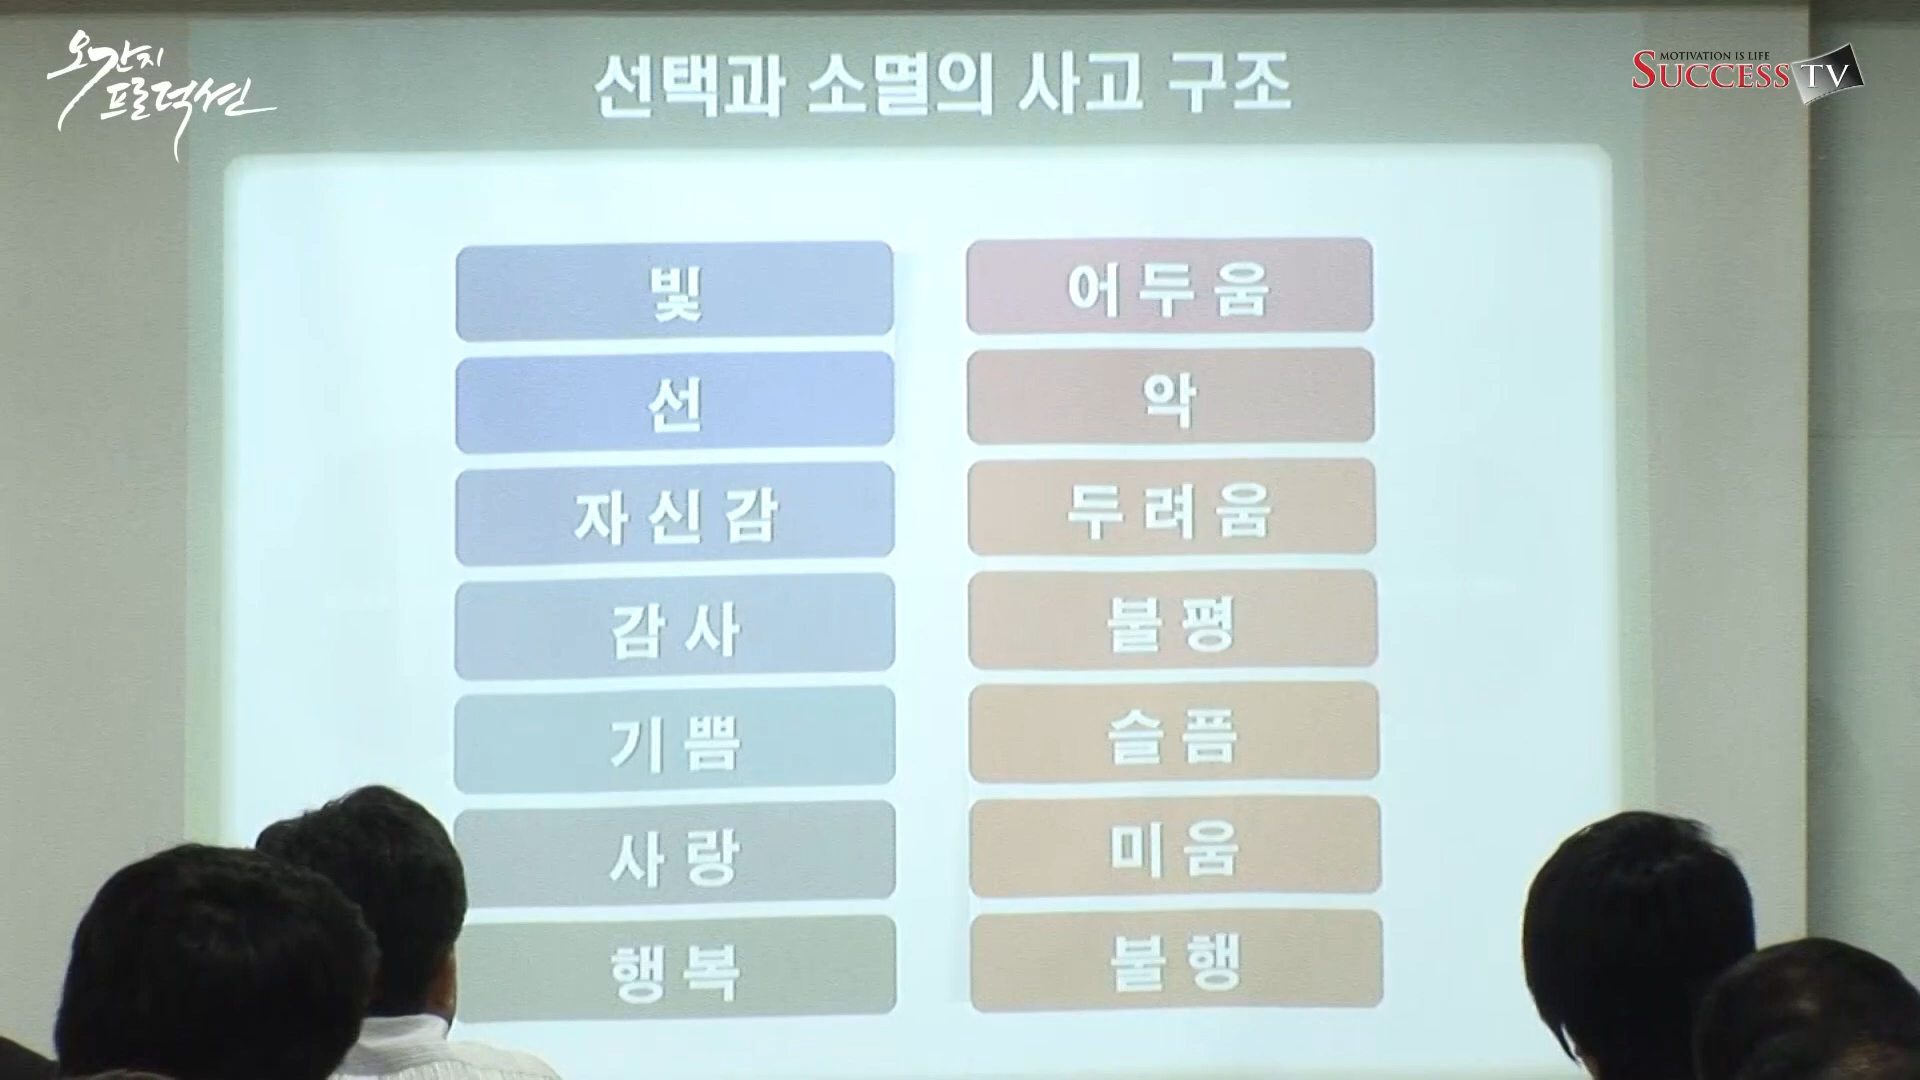 오간지
프로덕션
선택과 소멸의 사고 구조
MOTIVATION IS LIFE
SUCCESS TV
빛 어두움
선 악
자신감 두려움
감사 불평
기쁨 슬픔
사랑 미움
행복 불행